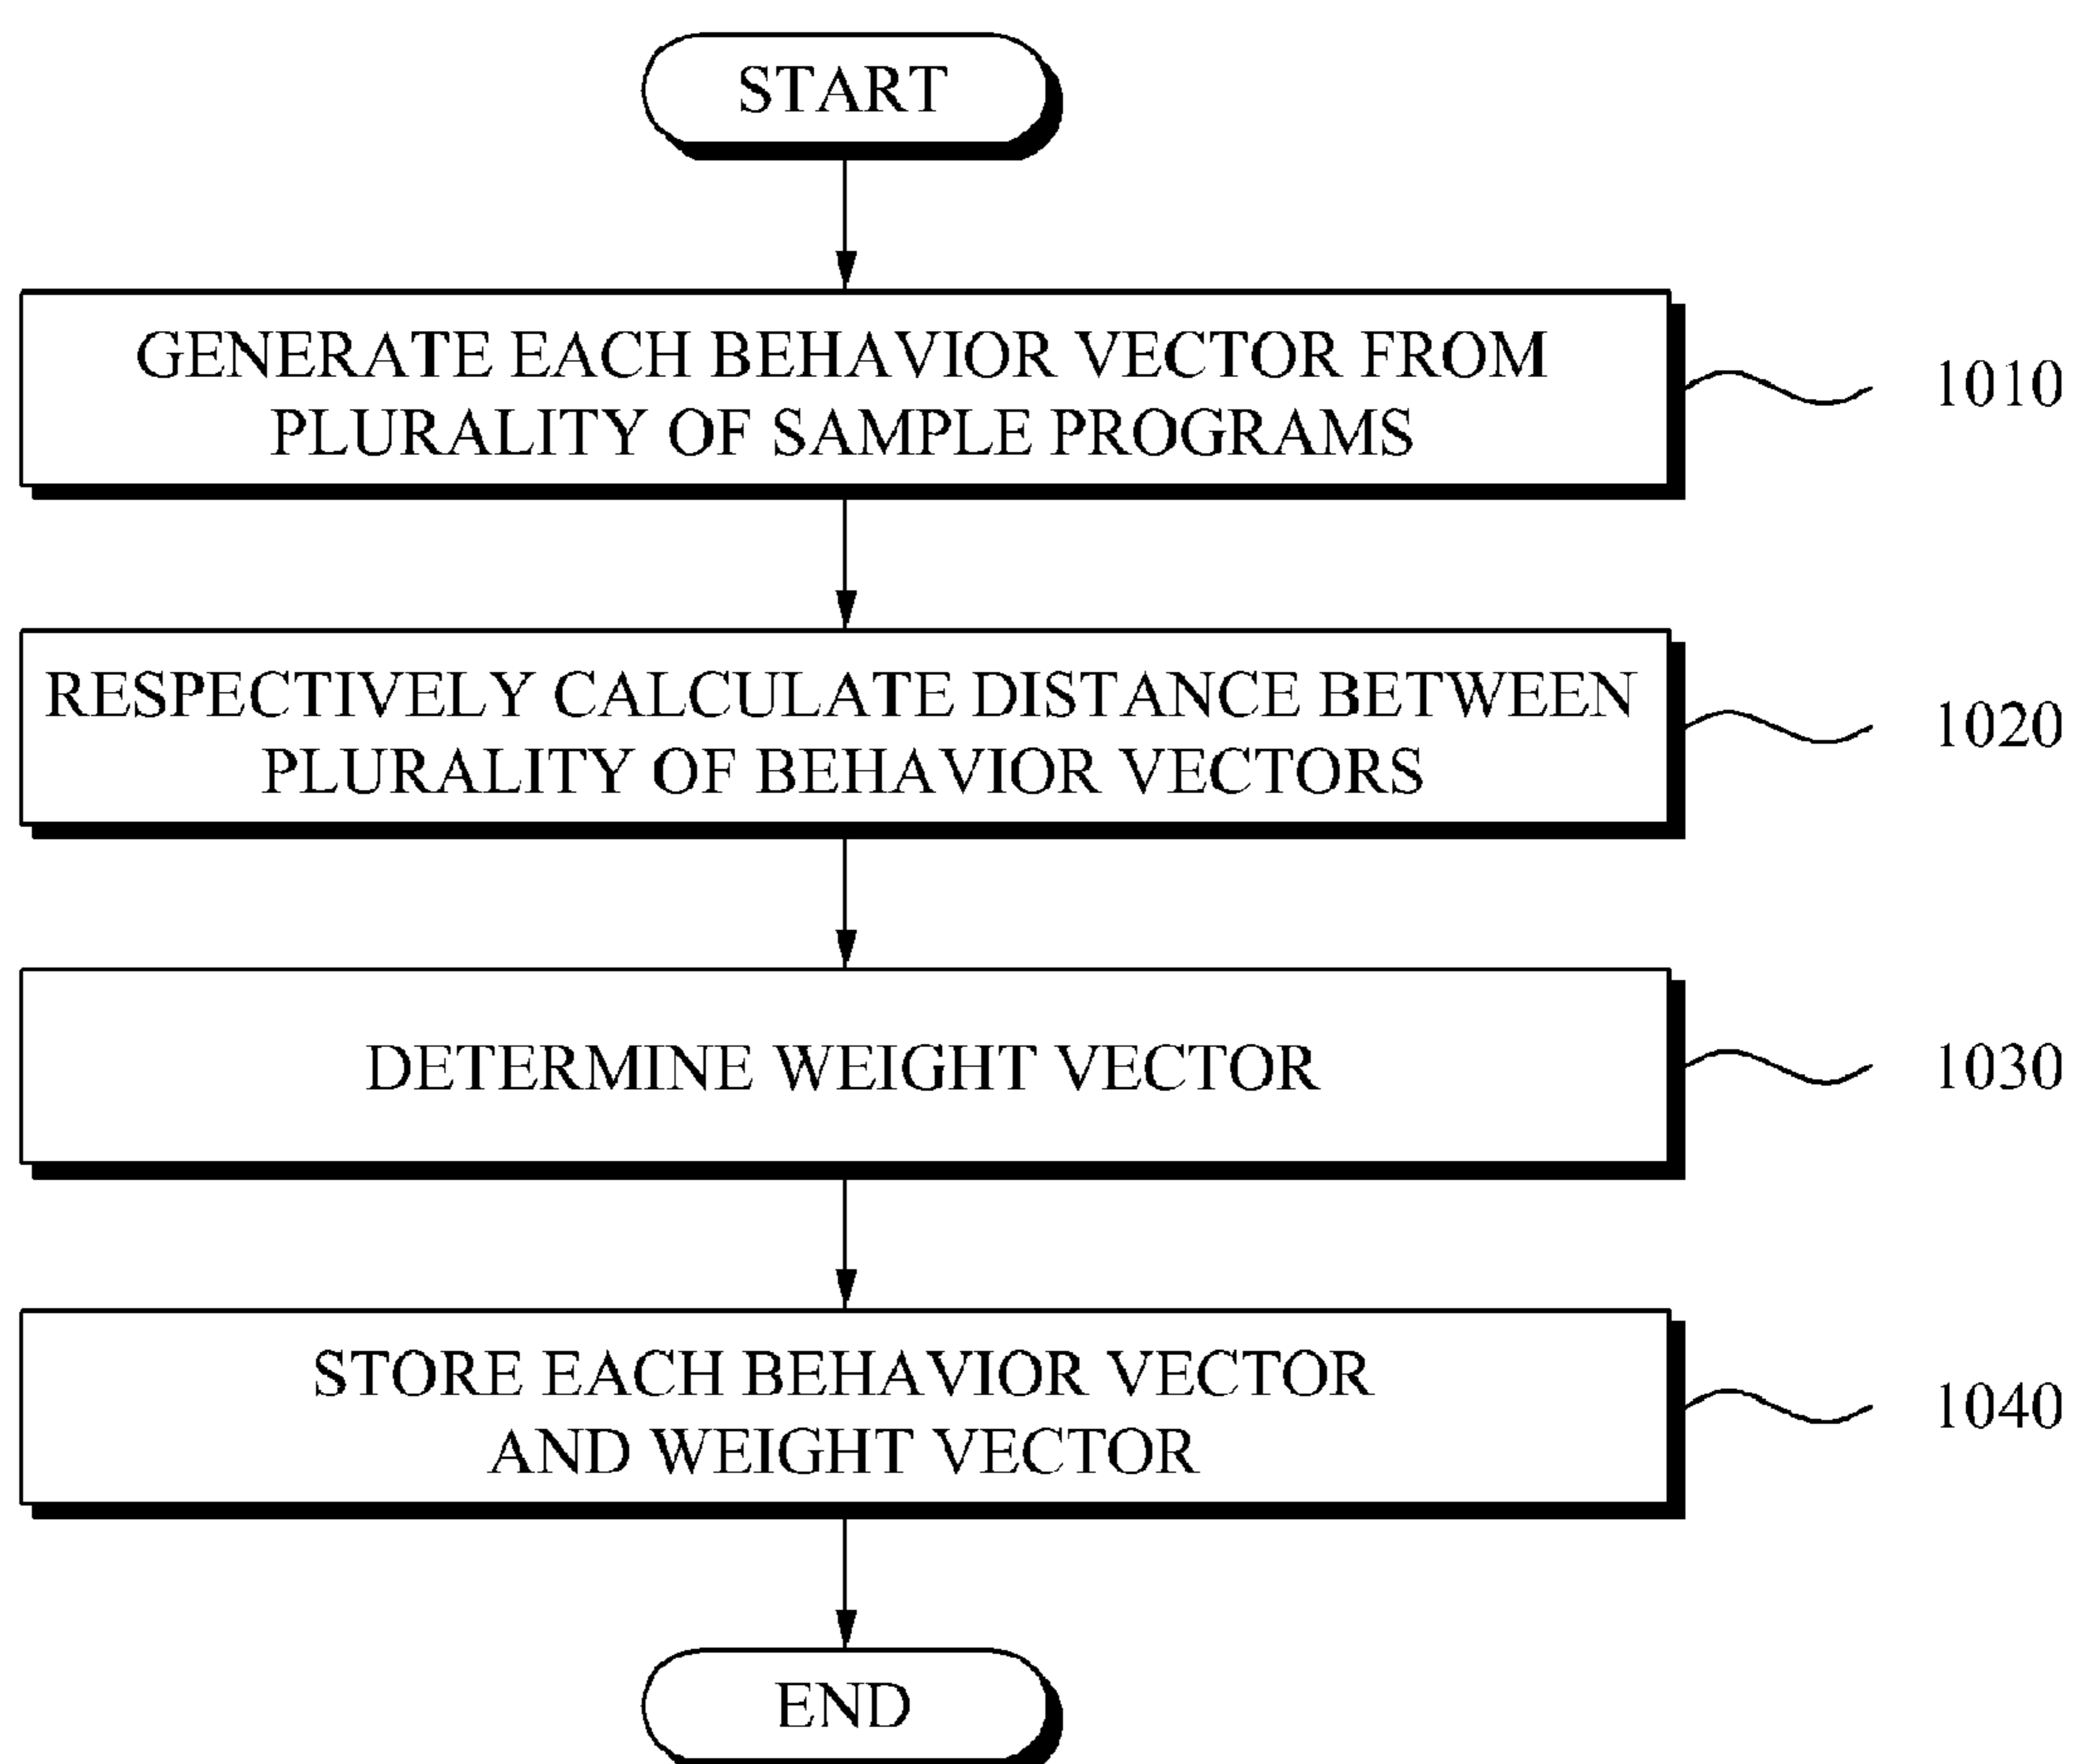 START
GENERATE EACH BEHAVIOR VECTOR FROM
PLURALITY OF SAMPLE PROGRAMS
1010
RESPECTIVELY CALCULATE DISTANCE BETWEEN
PLURALITY OF BEHAVIOR VECTORS
1020
DETERMINE WEIGHT VECTOR
1030
STORE EACH BEHAVIOR VECTOR
AND WEIGHT VECTOR
1040
END